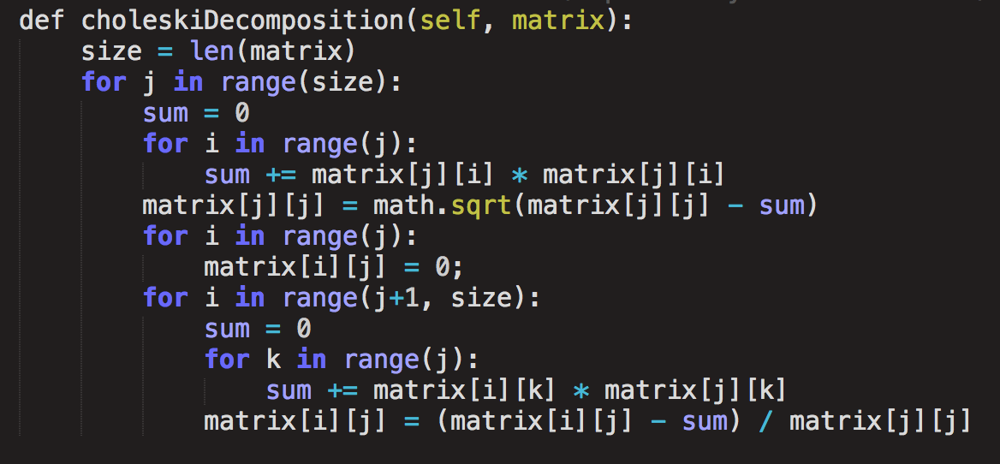 def choleskiDecomposition(self, matrix):
    size = len(matrix)
    for j in range(size):
        sum = 0
        for i in range(j):
            sum += matrix[j][i] * matrix[j][i]
        matrix[j][j] = math.sqrt(matrix[j][j] - sum)
        for i in range(j):
            matrix[i][j] = 0;
        for i in range(j+1, size):
            sum = 0
            for k in range(j):
                sum += matrix[i][k] * matrix[j][k]
            matrix[i][j] = (matrix[i][j] - sum) / matrix[j][j]